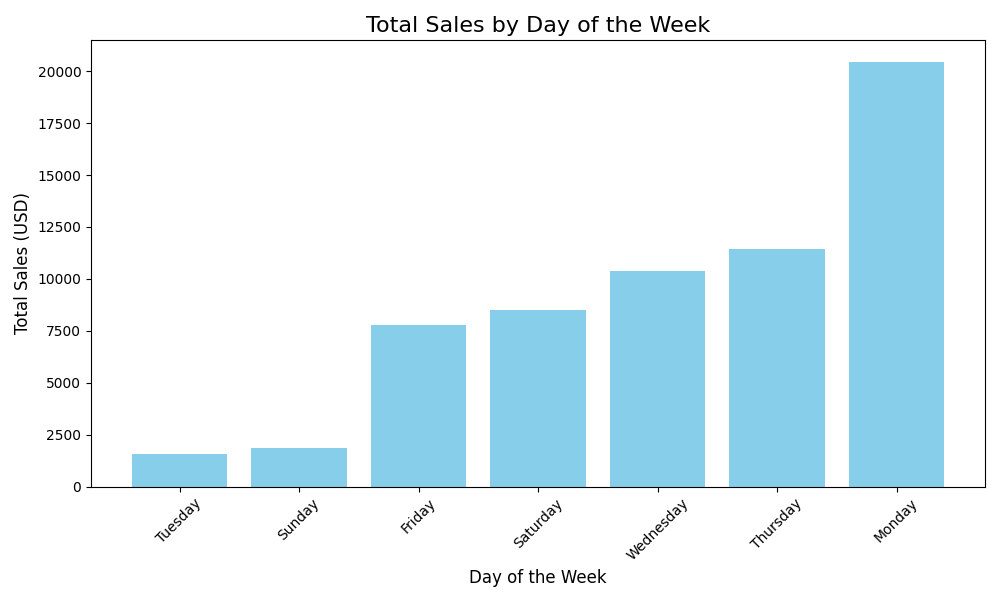 Total Sales by Day of the Week
Total Sales (USD)
20000
17500
15000
12500
10000
7500
5000
2500
0
Tuesday
Sunday
Friday
Saturday
Wednesday
Thursday
Monday
Day of the Week